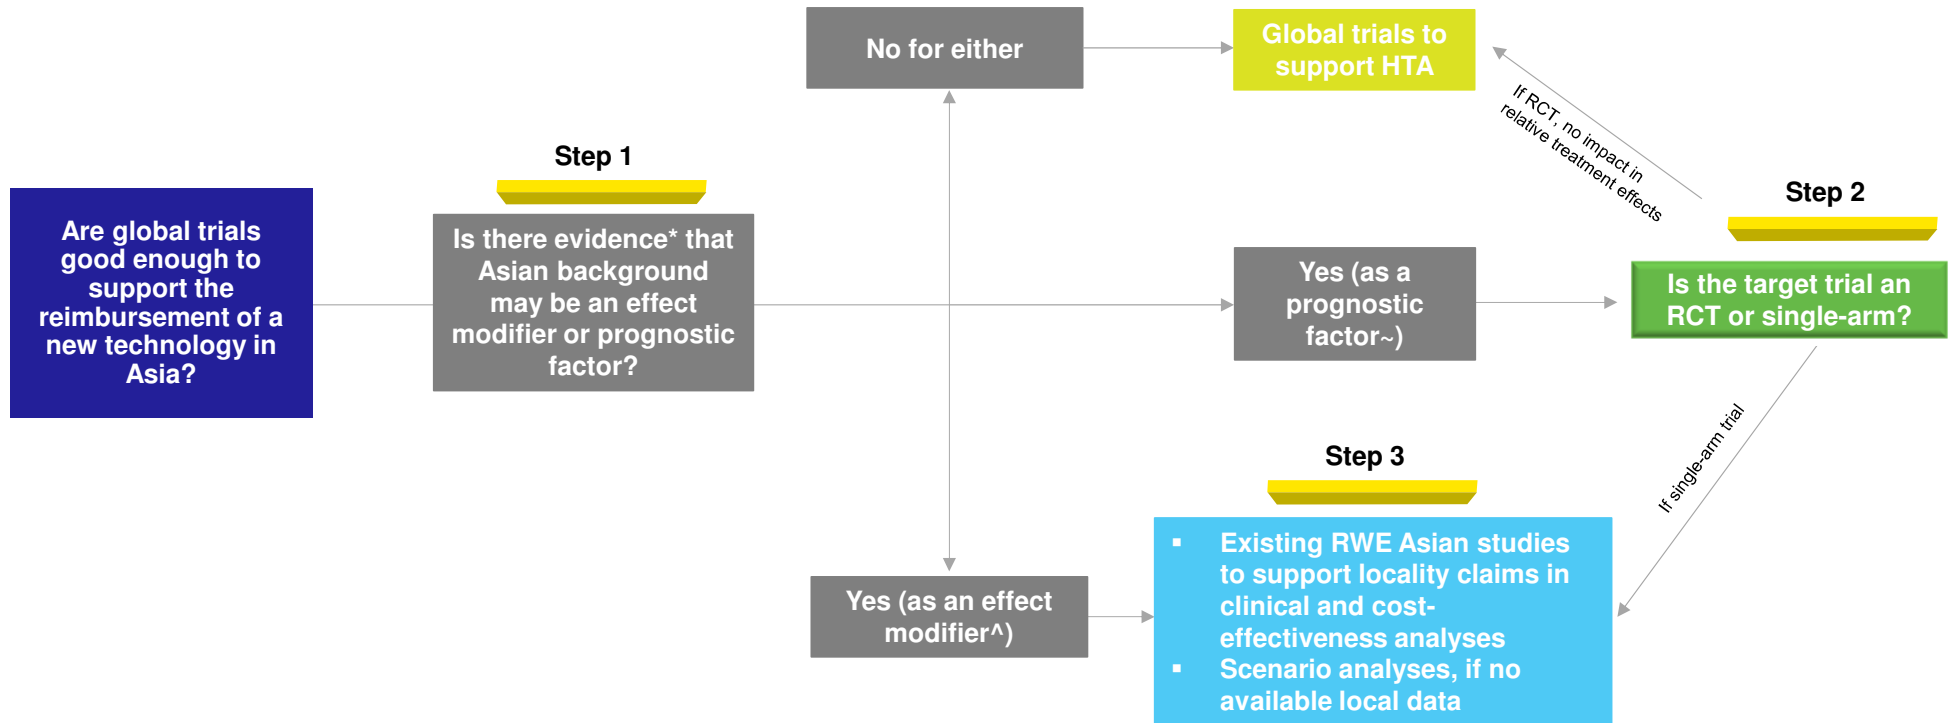 Are global trials
good enough to
support the
reimbursement of a
new technology in
Asia?
Step 1
Is there evidence* that
Asian background
may be an effect
modifier or prognostic
factor?
No for either
Global trials to
support HTA
If RCT, no impact in
relative treatment effects
Yes (as a
prognostic
factor~)
Step 2
Is the target trial an
RCT or single-arm?
If single-arm trial
Yes (as an effect
modifier^)
Step 3
▪ Existing RWE Asian studies
to support locality claims in
clinical and cost-
effectiveness analyses
▪ Scenario analyses, if no
available local data